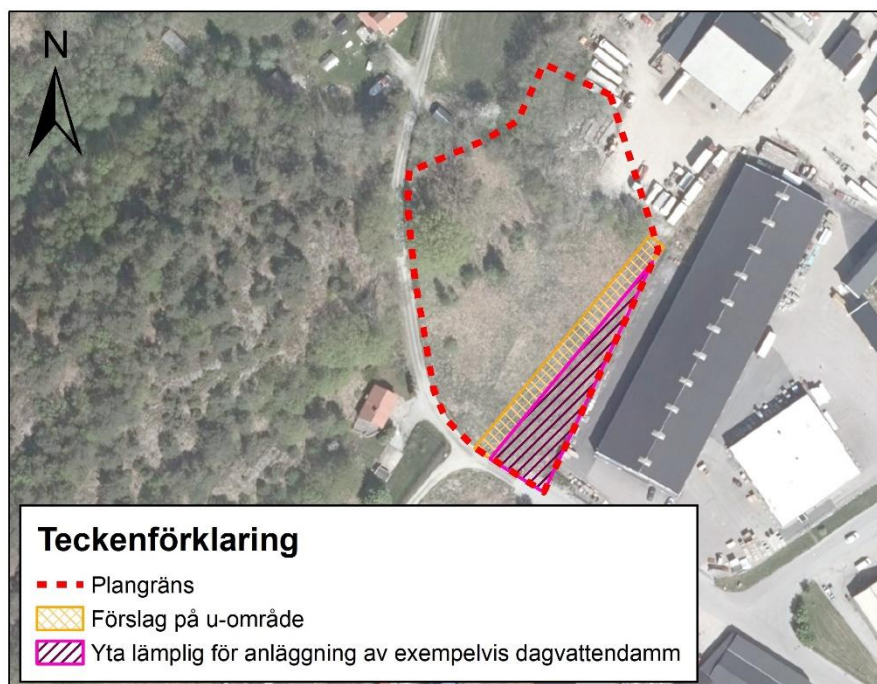 N
Teckenförklaring
Plangräns
Förslag på u-område
Yta lämplig för anläggning av exempelvis dagvattendamm